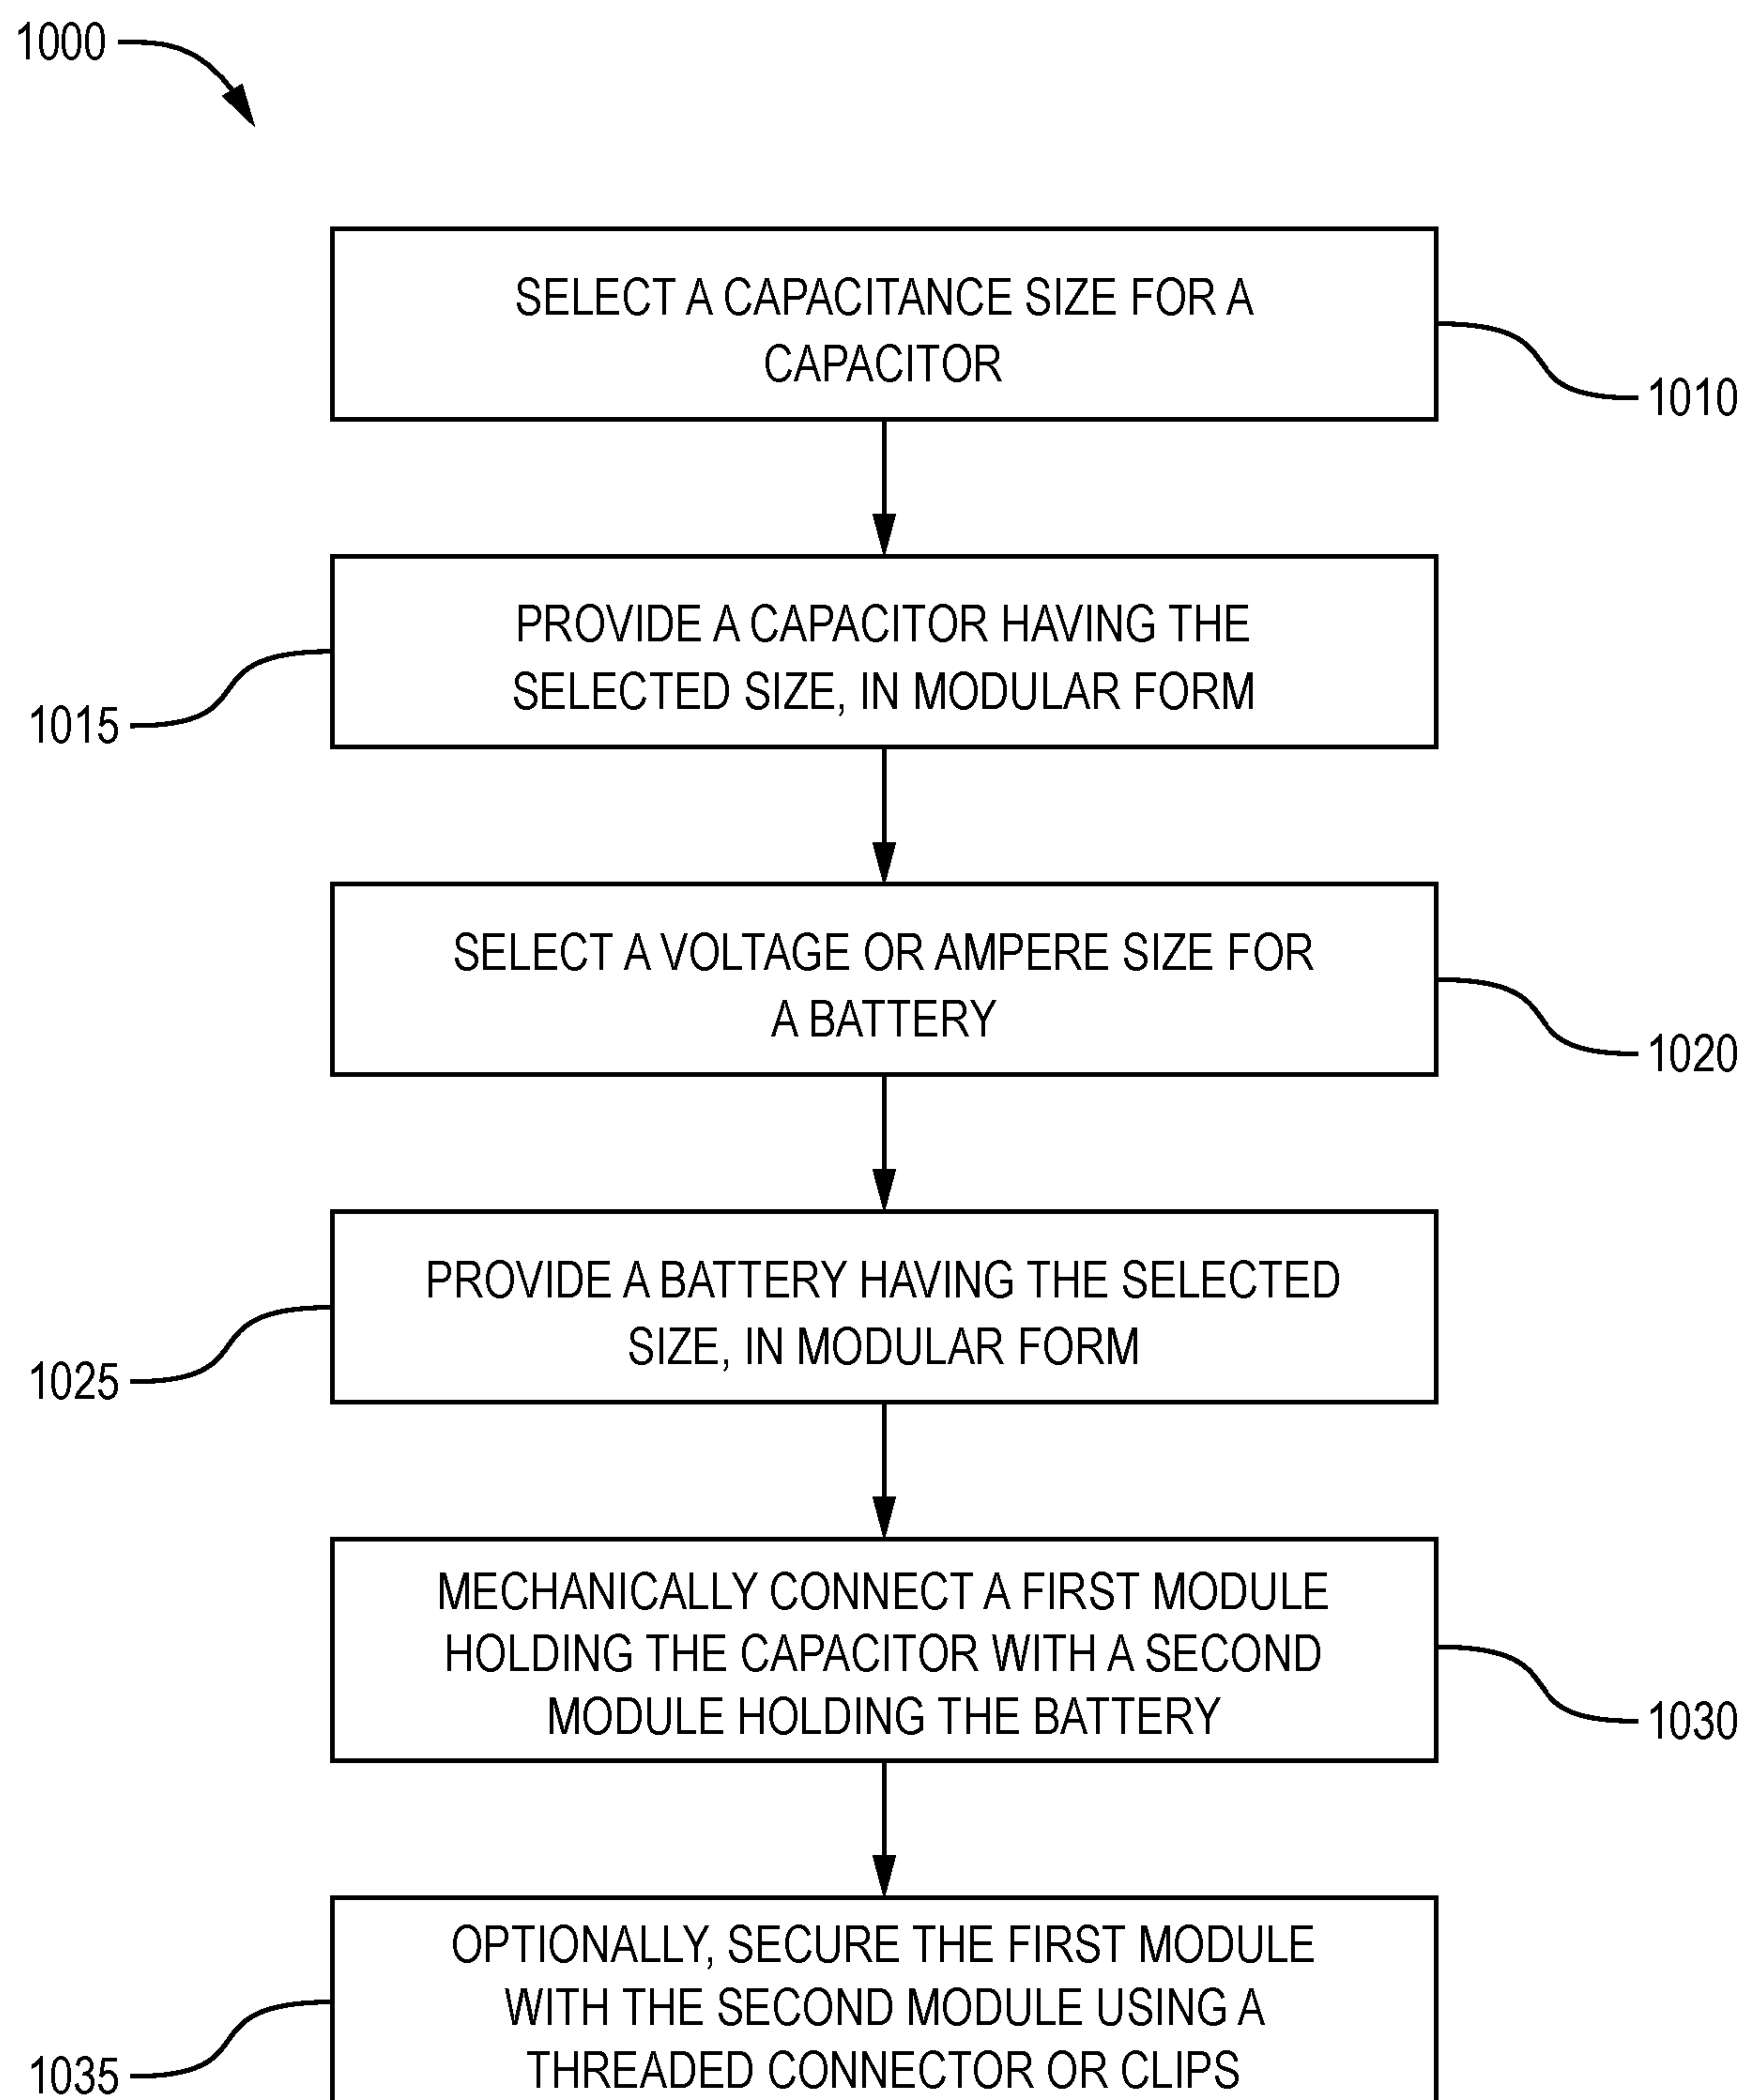 1000
SELECT A CAPACITANCE SIZE FOR A
CAPACITOR
1010
PROVIDE A CAPACITOR HAVING THE
SELECTED SIZE, IN MODULAR FORM
1015
SELECT A VOLTAGE OR AMPERE SIZE FOR
A BATTERY
1020
PROVIDE A BATTERY HAVING THE SELECTED
SIZE, IN MODULAR FORM
1025
MECHANICALLY CONNECT A FIRST MODULE
HOLDING THE CAPACITOR WITH A SECOND
MODULE HOLDING THE BATTERY
1030
OPTIONALLY, SECURE THE FIRST MODULE
WITH THE SECOND MODULE USING A
THREADED CONNECTOR OR CLIPS
1035